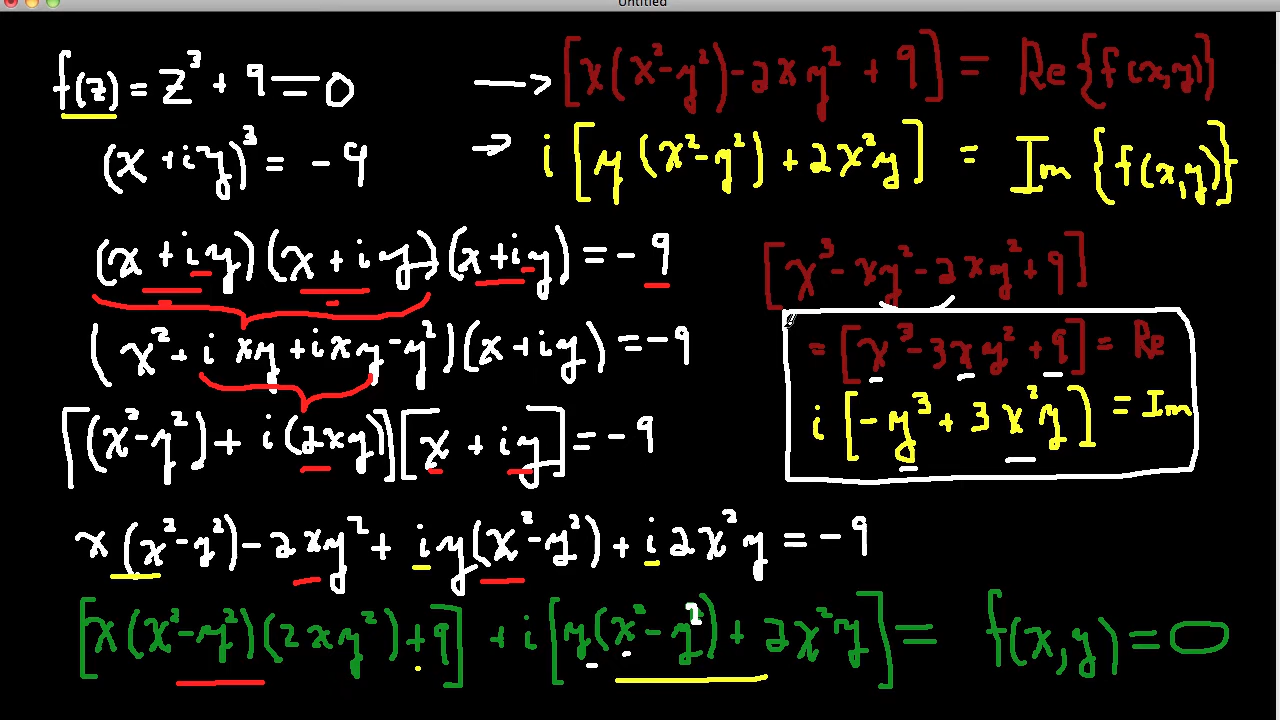 Untitled
f(z) = z³ + 9 = 0
(x + iy)³ = -9
(x + iy)(x + iy)(x + iy) = -9
(x² + ixy + ixy - y²)(x + iy) = -9
[(x² - y²) + i(2xy)][x + iy] = -9
x(x² - y²) - 2xy² + iy(x² - y²) + i2x²y = -9
[x(x² - y²)(2xy²) + 9] + i[y(x² - y²) + 2x²y] = f(x,y) = 0
→ [x(x² - y²) - 2xy² + 9] = Re{f(x,y)}
→ i[y(x² - y²) + 2x²y] = Im{f(x,y)}
[x³ - xy² - 2xy² + 9]
= [x³ - 3xy² + 9] = Re
i[-y³ + 3x²y] = Im